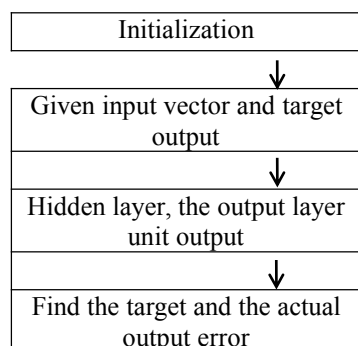 Initialization
Given input vector and target
output
Hidden layer, the output layer
unit output
Find the target and the actual
output error